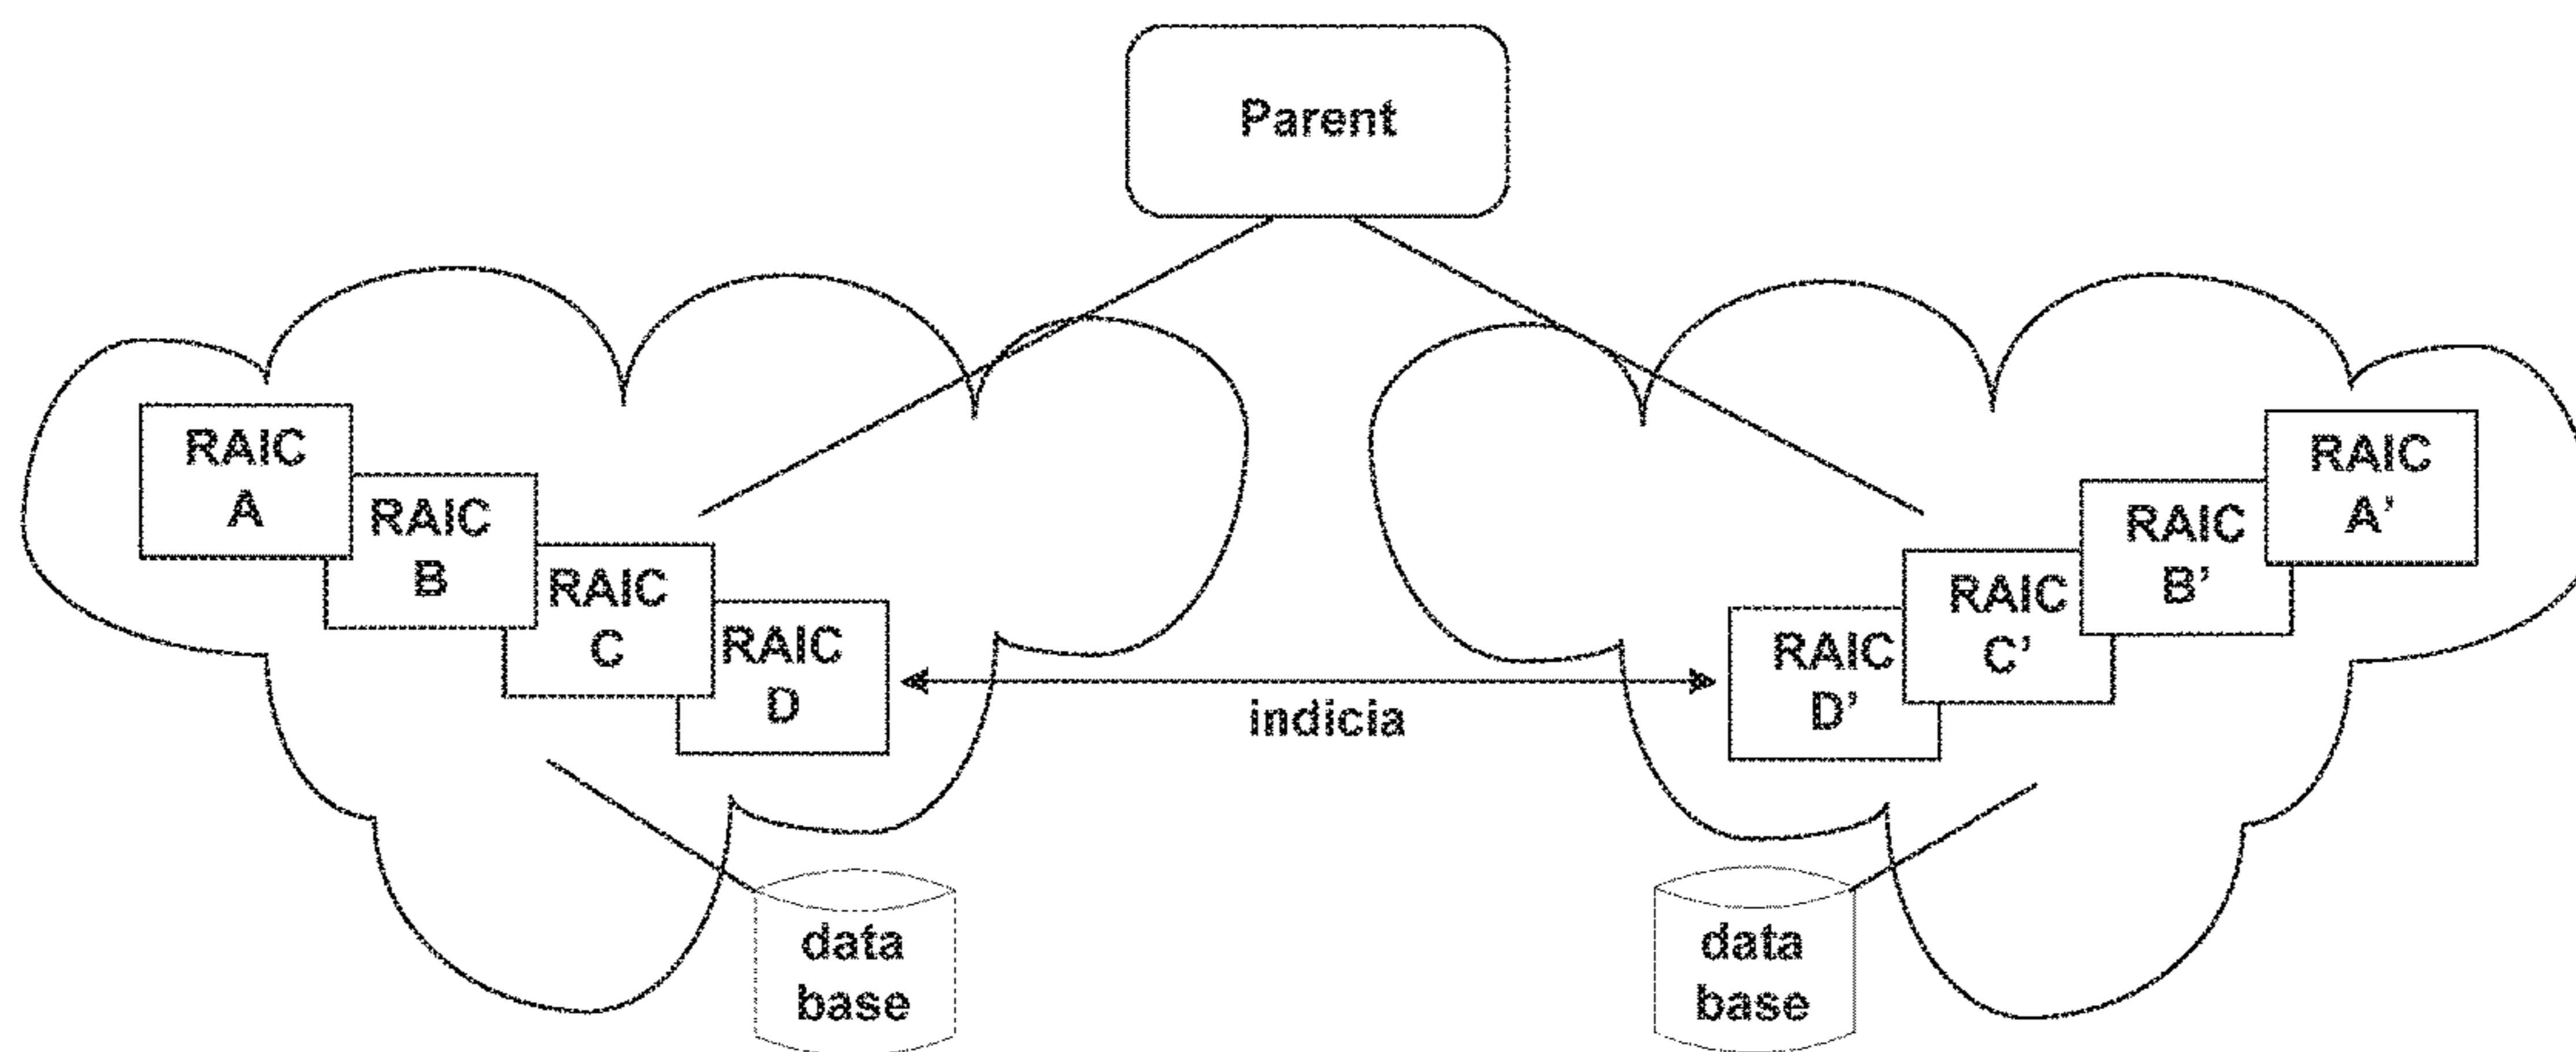 Parent
RAIC
A
RAIC
B
RAIC
C
RAIC
D
indicia
RAIC
D’
RAIC
C’
RAIC
B’
RAIC
A’
data
base
data
base